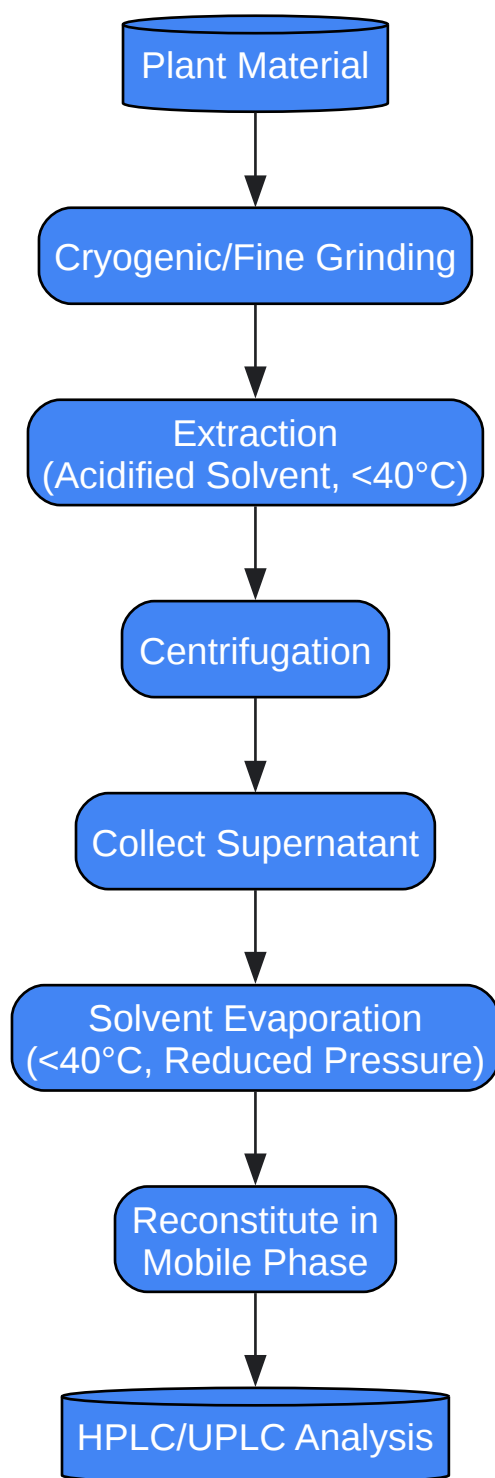 Plant Material
Cryogenic/Fine Grinding
Extraction
(Acidified Solvent, <40°C)
Centrifugation
Collect Supernatant
Solvent Evaporation
(<40°C, Reduced Pressure)
Reconstitute in
Mobile Phase
HPLC/UPLC Analysis